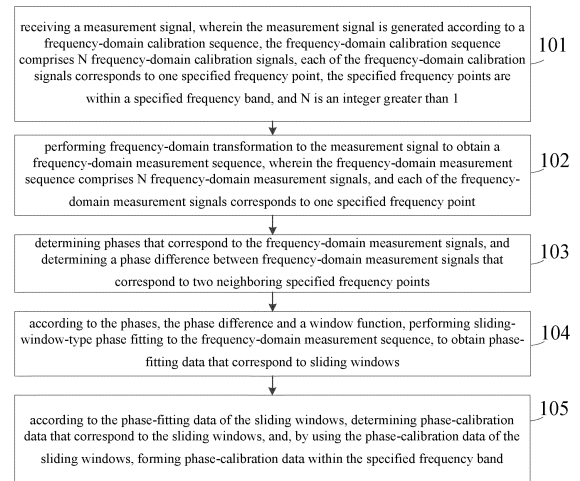 receiving a measurement signal, wherein the measurement signal is generated according to a
frequency-domain calibration sequence, the frequency-domain calibration sequence
comprises N frequency-domain calibration signals, each of the frequency-domain calibration
signals corresponds to one specified frequency point, the specified frequency points are
within a specified frequency band, and N is an integer greater than 1
101
performing frequency-domain transformation to the measurement signal to obtain a
frequency-domain measurement sequence, wherein the frequency-domain measurement
sequence comprises N frequency-domain measurement signals, and each of the frequency-
domain measurement signals corresponds to one specified frequency point
102
determining phases that correspond to the frequency-domain measurement signals, and
determining a phase difference between frequency-domain measurement signals that
correspond to two neighboring specified frequency points
103
according to the phases, the phase difference and a window function, performing sliding-
window-type phase fitting to the frequency-domain measurement sequence, to obtain phase-
fitting data that correspond to sliding windows
104
according to the phase-fitting data of the sliding windows, determining phase-calibration
data that correspond to the sliding windows, and, by using the phase-calibration data of the
sliding windows, forming phase-calibration data within the specified frequency band
105